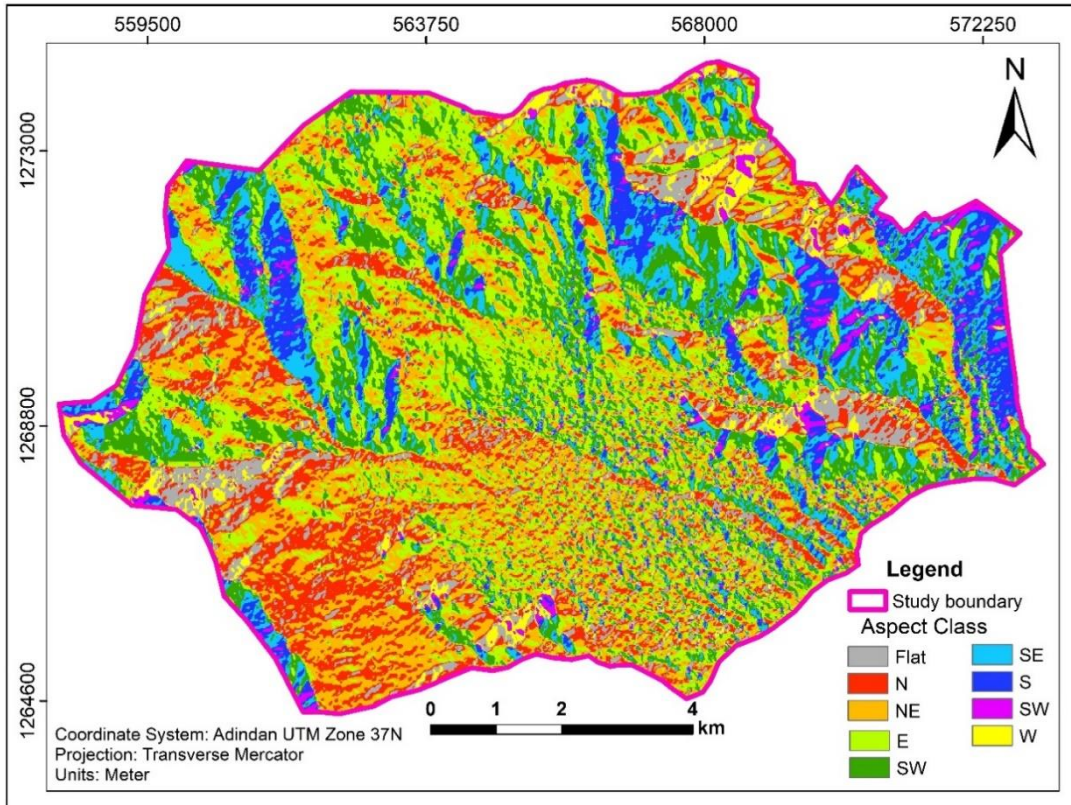 559500 563750 568000 572250
N
1273000
1268800
1264600
Legend
Study boundary
Aspect Class
Flat SE
N S
NE SW
E W
SW
0 1 2 4
km
Coordinate System: Adindan UTM Zone 37N
Projection: Transverse Mercator
Units: Meter